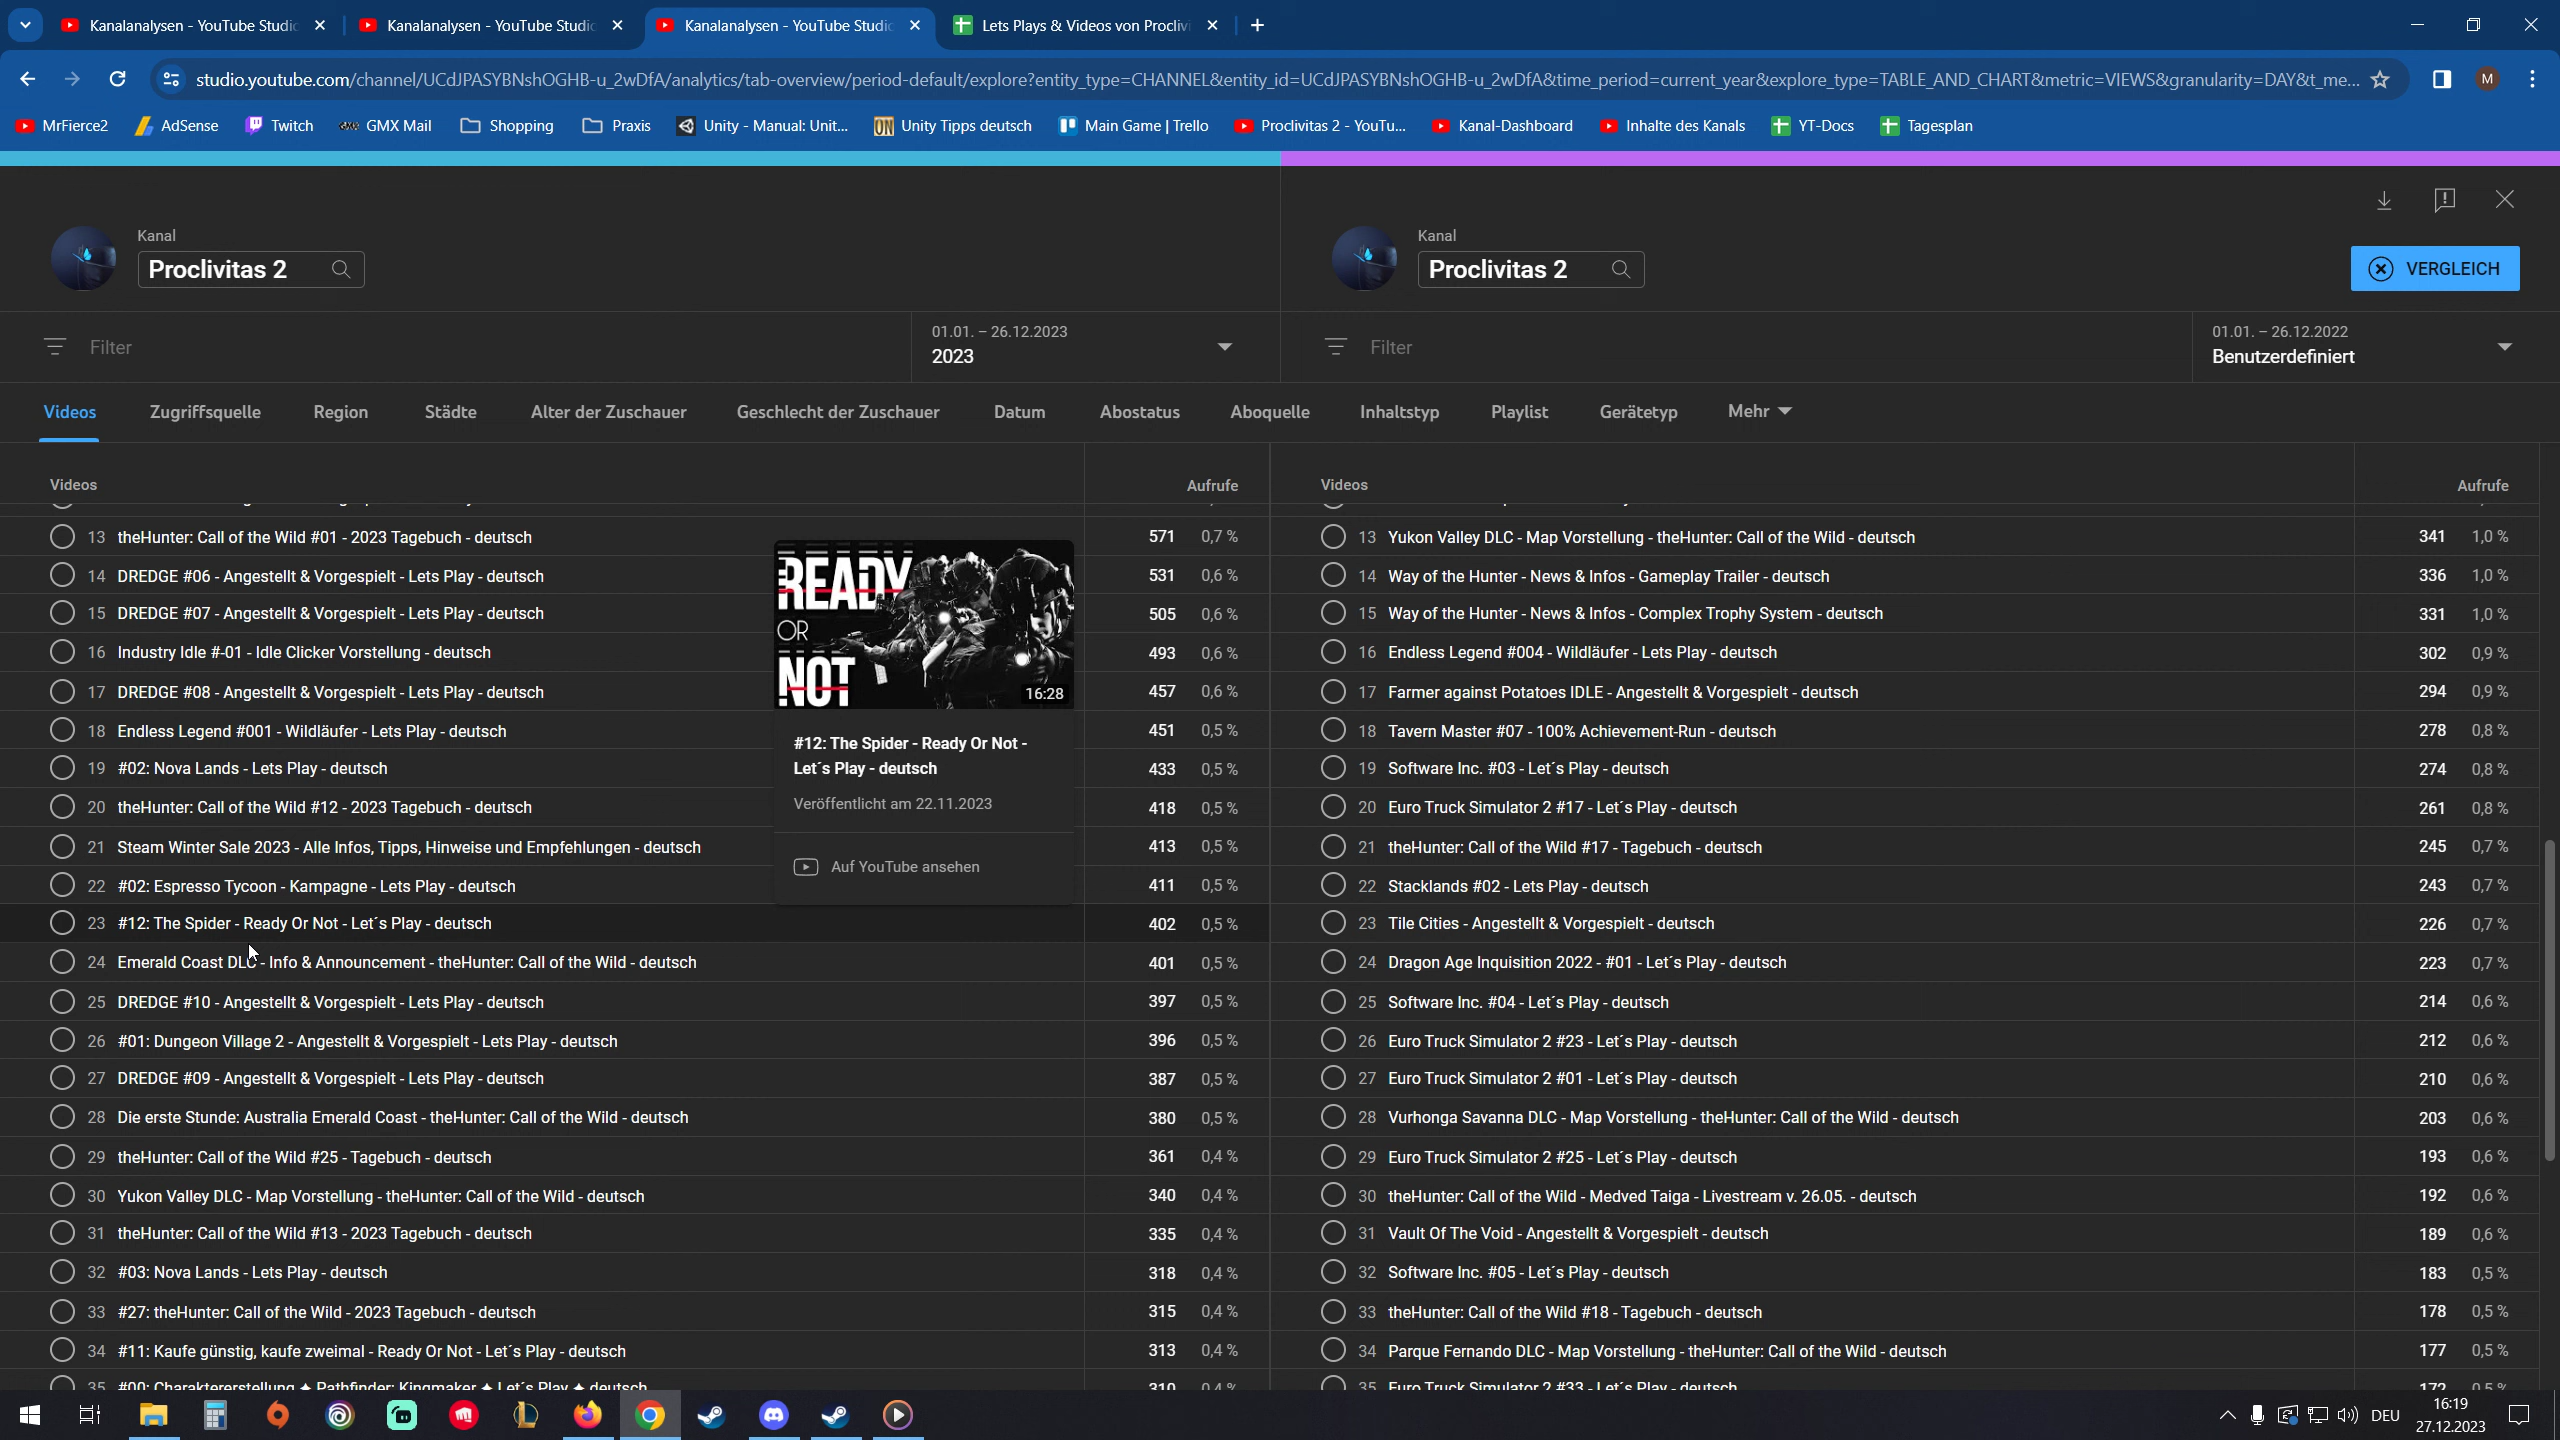 Kanalanalysen - YouTube Studio
Kanalanalysen - YouTube Studio
Kanalanalysen - YouTube Studio
Lets Plays & Videos von Procliv
studio.youtube.com/channel/UCdJPASYBNshOGHB-u_2wDfA/analytics/tab-overview/period-default/explore?entity_type=CHANNEL&entity_id=UCdJPASYBNshOGHB-u_2wDfA&time_period=current_year&explore_type=TABLE_AND_CHART&metric=VIEWS&granularity=DAY&t_me...
M
MrFierce2
AdSense
Twitch
GMX Mail
Shopping
Praxis
Unity - Manual: Unit...
Unity Tipps deutsch
Main Game | Trello
Proclivitas 2 - YouTu...
Kanal-Dashboard
Inhalte des Kanals
YT-Docs
Tagesplan
Kanal
Proclivitas 2
Kanal
Proclivitas 2
VERGLEICH
Filter
01.01. – 26.12.2023
2023
Filter
01.01. – 26.12.2022
Benutzerdefiniert
Videos
Zugriffsquelle
Region
Städte
Alter der Zuschauer
Geschlecht der Zuschauer
Datum
Abostatus
Aboquelle
Inhaltstyp
Playlist
Gerätetyp
Mehr
Videos Aufrufe
Videos Aufrufe
13 theHunter: Call of the Wild #01 - 2023 Tagebuch - deutsch 571 0,7 %
13 Yukon Valley DLC - Map Vorstellung - theHunter: Call of the Wild - deutsch 341 1,0 %
14 DREDGE #06 - Angestellt & Vorgespielt - Lets Play - deutsch 531 0,6 %
14 Way of the Hunter - News & Infos - Gameplay Trailer - deutsch 336 1,0 %
15 DREDGE #07 - Angestellt & Vorgespielt - Lets Play - deutsch 505 0,6 %
15 Way of the Hunter - News & Infos - Complex Trophy System - deutsch 331 1,0 %
16 Industry Idle #-01 - Idle Clicker Vorstellung - deutsch 493 0,6 %
16 Endless Legend #004 - Wildläufer - Lets Play - deutsch 302 0,9 %
17 DREDGE #08 - Angestellt & Vorgespielt - Lets Play - deutsch 457 0,6 %
17 Farmer against Potatoes IDLE - Angestellt & Vorgespielt - deutsch 294 0,9 %
18 Endless Legend #001 - Wildläufer - Lets Play - deutsch 451 0,5 %
18 Tavern Master #07 - 100% Achievement-Run - deutsch 278 0,8 %
19 #02: Nova Lands - Lets Play - deutsch 433 0,5 %
19 Software Inc. #03 - Let´s Play - deutsch 274 0,8 %
20 theHunter: Call of the Wild #12 - 2023 Tagebuch - deutsch 418 0,5 %
20 Euro Truck Simulator 2 #17 - Let´s Play - deutsch 261 0,8 %
21 Steam Winter Sale 2023 - Alle Infos, Tipps, Hinweise und Empfehlungen - deutsch 413 0,5 %
21 theHunter: Call of the Wild #17 - Tagebuch - deutsch 245 0,7 %
22 #02: Espresso Tycoon - Kampagne - Lets Play - deutsch 411 0,5 %
22 Stacklands #02 - Lets Play - deutsch 243 0,7 %
23 #12: The Spider - Ready Or Not - Let´s Play - deutsch 402 0,5 %
23 Tile Cities - Angestellt & Vorgespielt - deutsch 226 0,7 %
24 Emerald Coast DLC - Info & Announcement - theHunter: Call of the Wild - deutsch 401 0,5 %
24 Dragon Age Inquisition 2022 - #01 - Let´s Play - deutsch 223 0,7 %
25 DREDGE #10 - Angestellt & Vorgespielt - Lets Play - deutsch 397 0,5 %
25 Software Inc. #04 - Let´s Play - deutsch 214 0,6 %
26 #01: Dungeon Village 2 - Angestellt & Vorgespielt - Lets Play - deutsch 396 0,5 %
26 Euro Truck Simulator 2 #23 - Let´s Play - deutsch 212 0,6 %
27 DREDGE #09 - Angestellt & Vorgespielt - Lets Play - deutsch 387 0,5 %
27 Euro Truck Simulator 2 #01 - Let´s Play - deutsch 210 0,6 %
28 Die erste Stunde: Australia Emerald Coast - theHunter: Call of the Wild - deutsch 380 0,5 %
28 Vurhonga Savanna DLC - Map Vorstellung - theHunter: Call of the Wild - deutsch 203 0,6 %
29 theHunter: Call of the Wild #25 - Tagebuch - deutsch 361 0,4 %
29 Euro Truck Simulator 2 #25 - Let´s Play - deutsch 193 0,6 %
30 Yukon Valley DLC - Map Vorstellung - theHunter: Call of the Wild - deutsch 340 0,4 %
30 theHunter: Call of the Wild - Medved Taiga - Livestream v. 26.05. - deutsch 192 0,6 %
31 theHunter: Call of the Wild #13 - 2023 Tagebuch - deutsch 335 0,4 %
31 Vault Of The Void - Angestellt & Vorgespielt - deutsch 189 0,6 %
32 #03: Nova Lands - Lets Play - deutsch 318 0,4 %
32 Software Inc. #05 - Let´s Play - deutsch 183 0,5 %
33 #27: theHunter: Call of the Wild - 2023 Tagebuch - deutsch 315 0,4 %
33 theHunter: Call of the Wild #18 - Tagebuch - deutsch 178 0,5 %
34 #11: Kaufe günstig, kaufe zweimal - Ready Or Not - Let´s Play - deutsch 313 0,4 %
34 Parque Fernando DLC - Map Vorstellung - theHunter: Call of the Wild - deutsch 177 0,5 %
35 #00: Charaktererstellung ✦ Pathfinder: Kingmaker ✦ Let´s Play ✦ deutsch 310 0,4 %
35 Euro Truck Simulator 2 #33 - Let´s Play - deutsch 172 0,5 %
READY
OR
NOT
16:28
#12: The Spider - Ready Or Not -
Let´s Play - deutsch
Veröffentlicht am 22.11.2023
Auf YouTube ansehen
DEU
16:19
27.12.2023